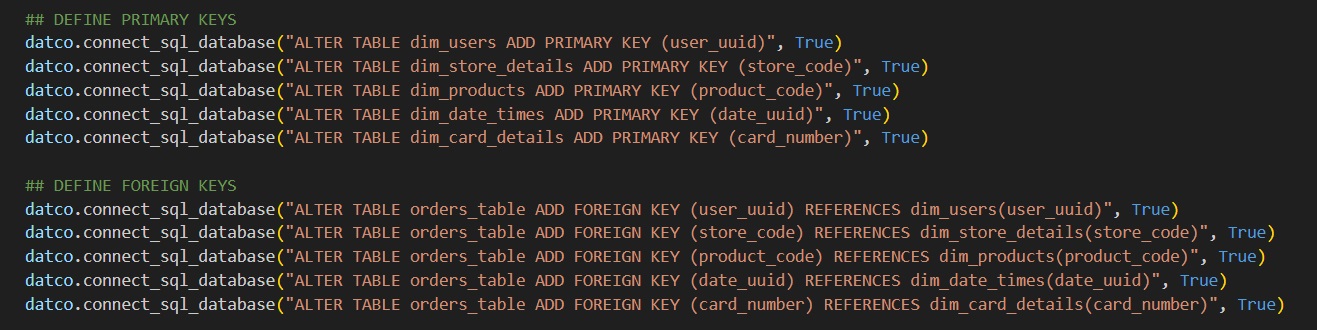 ## DEFINE PRIMARY KEYS
datco.connect_sql_database("ALTER TABLE dim_users ADD PRIMARY KEY (user_uuid)", True)
datco.connect_sql_database("ALTER TABLE dim_store_details ADD PRIMARY KEY (store_code)", True)
datco.connect_sql_database("ALTER TABLE dim_products ADD PRIMARY KEY (product_code)", True)
datco.connect_sql_database("ALTER TABLE dim_date_times ADD PRIMARY KEY (date_uuid)", True)
datco.connect_sql_database("ALTER TABLE dim_card_details ADD PRIMARY KEY (card_number)", True)
## DEFINE FOREIGN KEYS
datco.connect_sql_database("ALTER TABLE orders_table ADD FOREIGN KEY (user_uuid) REFERENCES dim_users(user_uuid)", True)
datco.connect_sql_database("ALTER TABLE orders_table ADD FOREIGN KEY (store_code) REFERENCES dim_store_details(store_code)", True)
datco.connect_sql_database("ALTER TABLE orders_table ADD FOREIGN KEY (product_code) REFERENCES dim_products(product_code)", True)
datco.connect_sql_database("ALTER TABLE orders_table ADD FOREIGN KEY (date_uuid) REFERENCES dim_date_times(date_uuid)", True)
datco.connect_sql_database("ALTER TABLE orders_table ADD FOREIGN KEY (card_number) REFERENCES dim_card_details(card_number)", True)